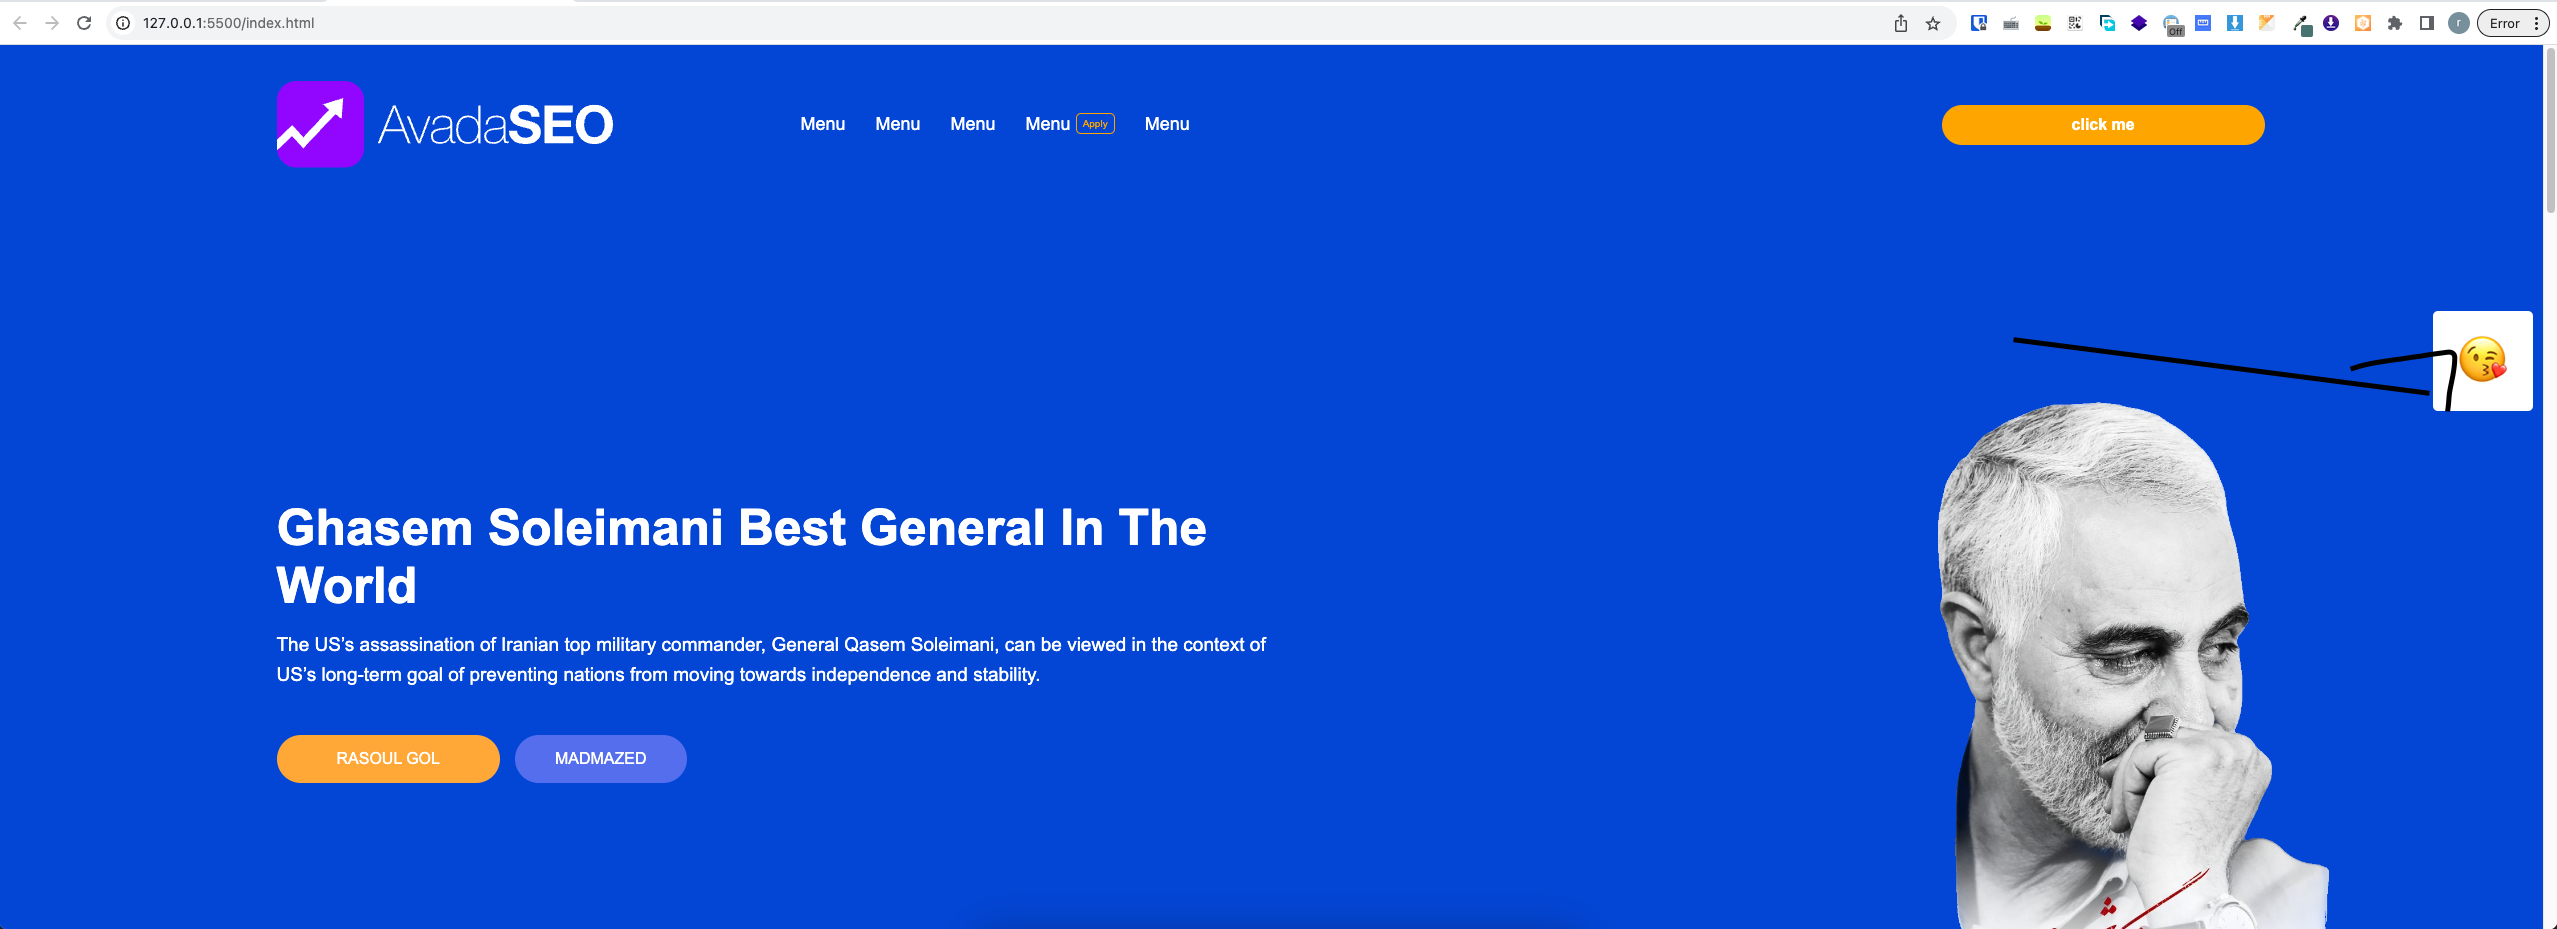 127.0.0.1:5500/index.html
Off
r
Error
AvadaSEO
Menu
Menu
Menu
Menu Apply
Menu
click me
Ghasem Soleimani Best General In The
World
The US’s assassination of Iranian top military commander, General Qasem Soleimani, can be viewed in the context of
US’s long-term goal of preventing nations from moving towards independence and stability.
RASOUL GOL
MADMAZED